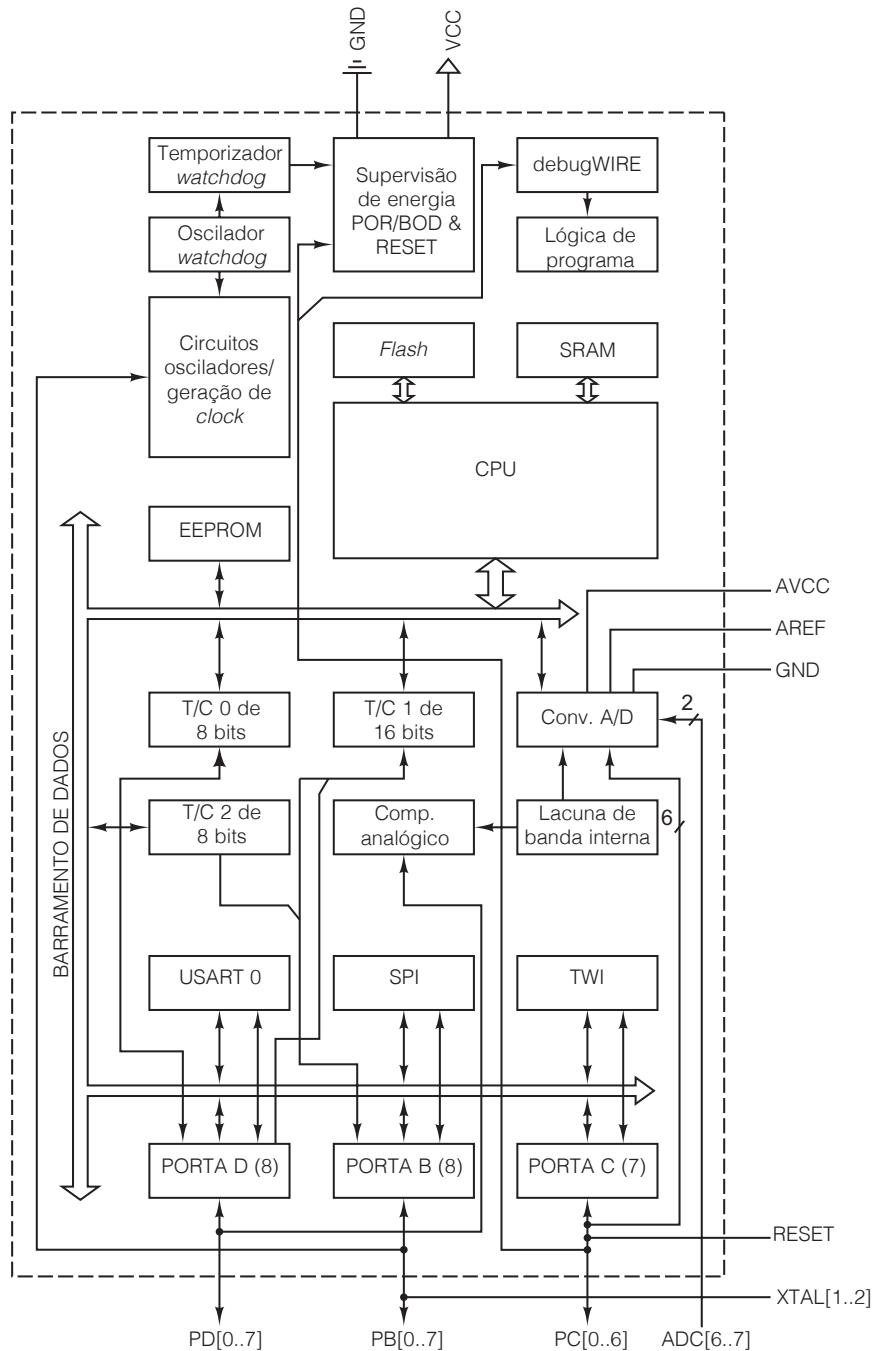 GND
VCC
Temporizador
watchdog
Supervisão
de energia
POR/BOD &
RESET
debugWIRE
Oscilador
watchdog
Lógica de
programa
Circuitos
osciladores/
geração de
clock
Flash
SRAM
CPU
EEPROM
AVCC
AREF
GND
T/C 0 de
8 bits
T/C 1 de
16 bits
Conv. A/D
2
BARRAMENTO DE DADOS
T/C 2 de
8 bits
Comp.
analógico
Lacuna de
banda interna
6
USART 0
SPI
TWI
PORTA D (8)
PORTA B (8)
PORTA C (7)
RESET
XTAL[1..2]
PD[0..7]
PB[0..7]
PC[0..6]
ADC[6..7]